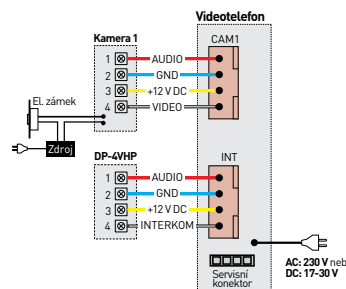 Videotelefon
Kamera 1
CAM1
1 AUDIO
2 GND
3 +12 V DC
4 VIDEO
El. zámek
Zdroj
DP-4VHP
INT
1 AUDIO
2 GND
3 +12 V DC
4 INTERKOM
Servisní
konektor
AC: 230 V neb
DC: 17-30 V